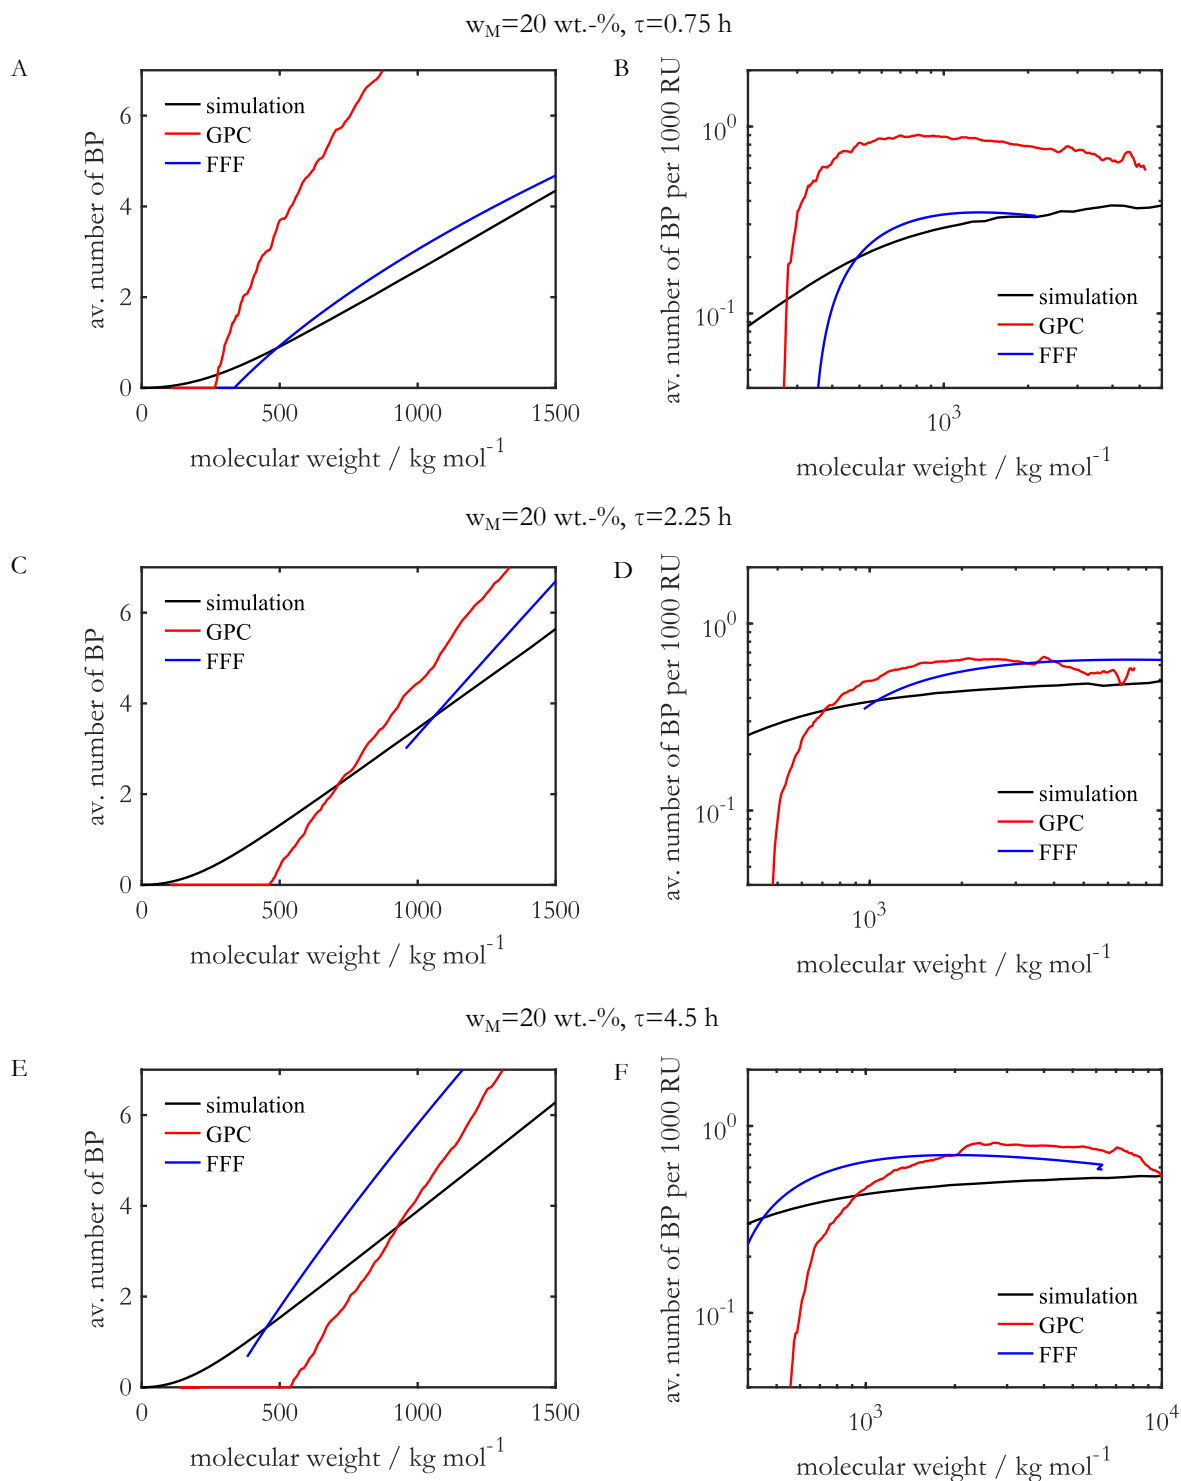 w_M=20 wt.-%, τ=0.75 h
A
av. number of BP
6
4
2
0
simulation
GPC
FFF
0 500 1000 1500
molecular weight / kg mol^-1
B
av. number of BP per 1000 RU
10^0
10^-1
simulation
GPC
FFF
10^3
molecular weight / kg mol^-1
w_M=20 wt.-%, τ=2.25 h
C
av. number of BP
6
4
2
0
simulation
GPC
FFF
0 500 1000 1500
molecular weight / kg mol^-1
D
av. number of BP per 1000 RU
10^0
10^-1
simulation
GPC
FFF
10^3
molecular weight / kg mol^-1
w_M=20 wt.-%, τ=4.5 h
E
av. number of BP
6
4
2
0
simulation
GPC
FFF
0 500 1000 1500
molecular weight / kg mol^-1
F
av. number of BP per 1000 RU
10^0
10^-1
simulation
GPC
FFF
10^3 10^4
molecular weight / kg mol^-1